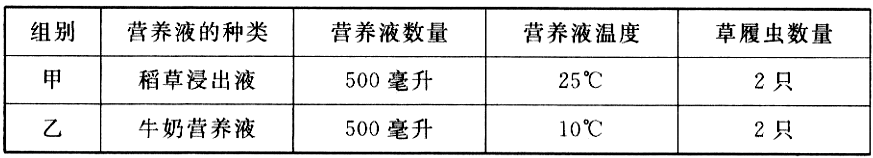 组别 营养液的种类 营养液数量 营养液温度 草履虫数量
甲 稻草浸出液 500毫升 25℃ 2只
乙 牛奶营养液 500毫升 10℃ 2只